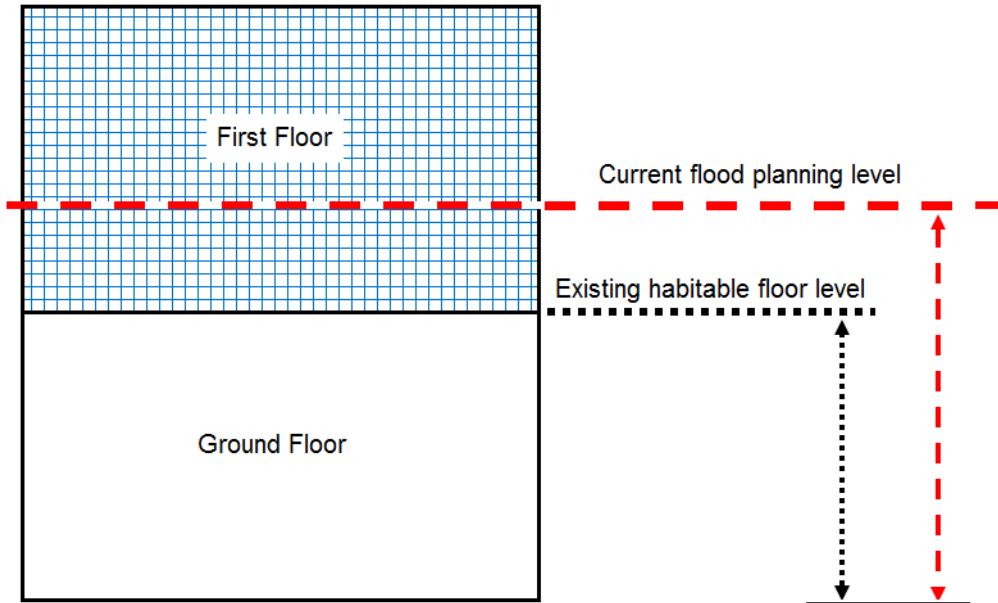 First Floor
Current flood planning level
Existing habitable floor level
Ground Floor